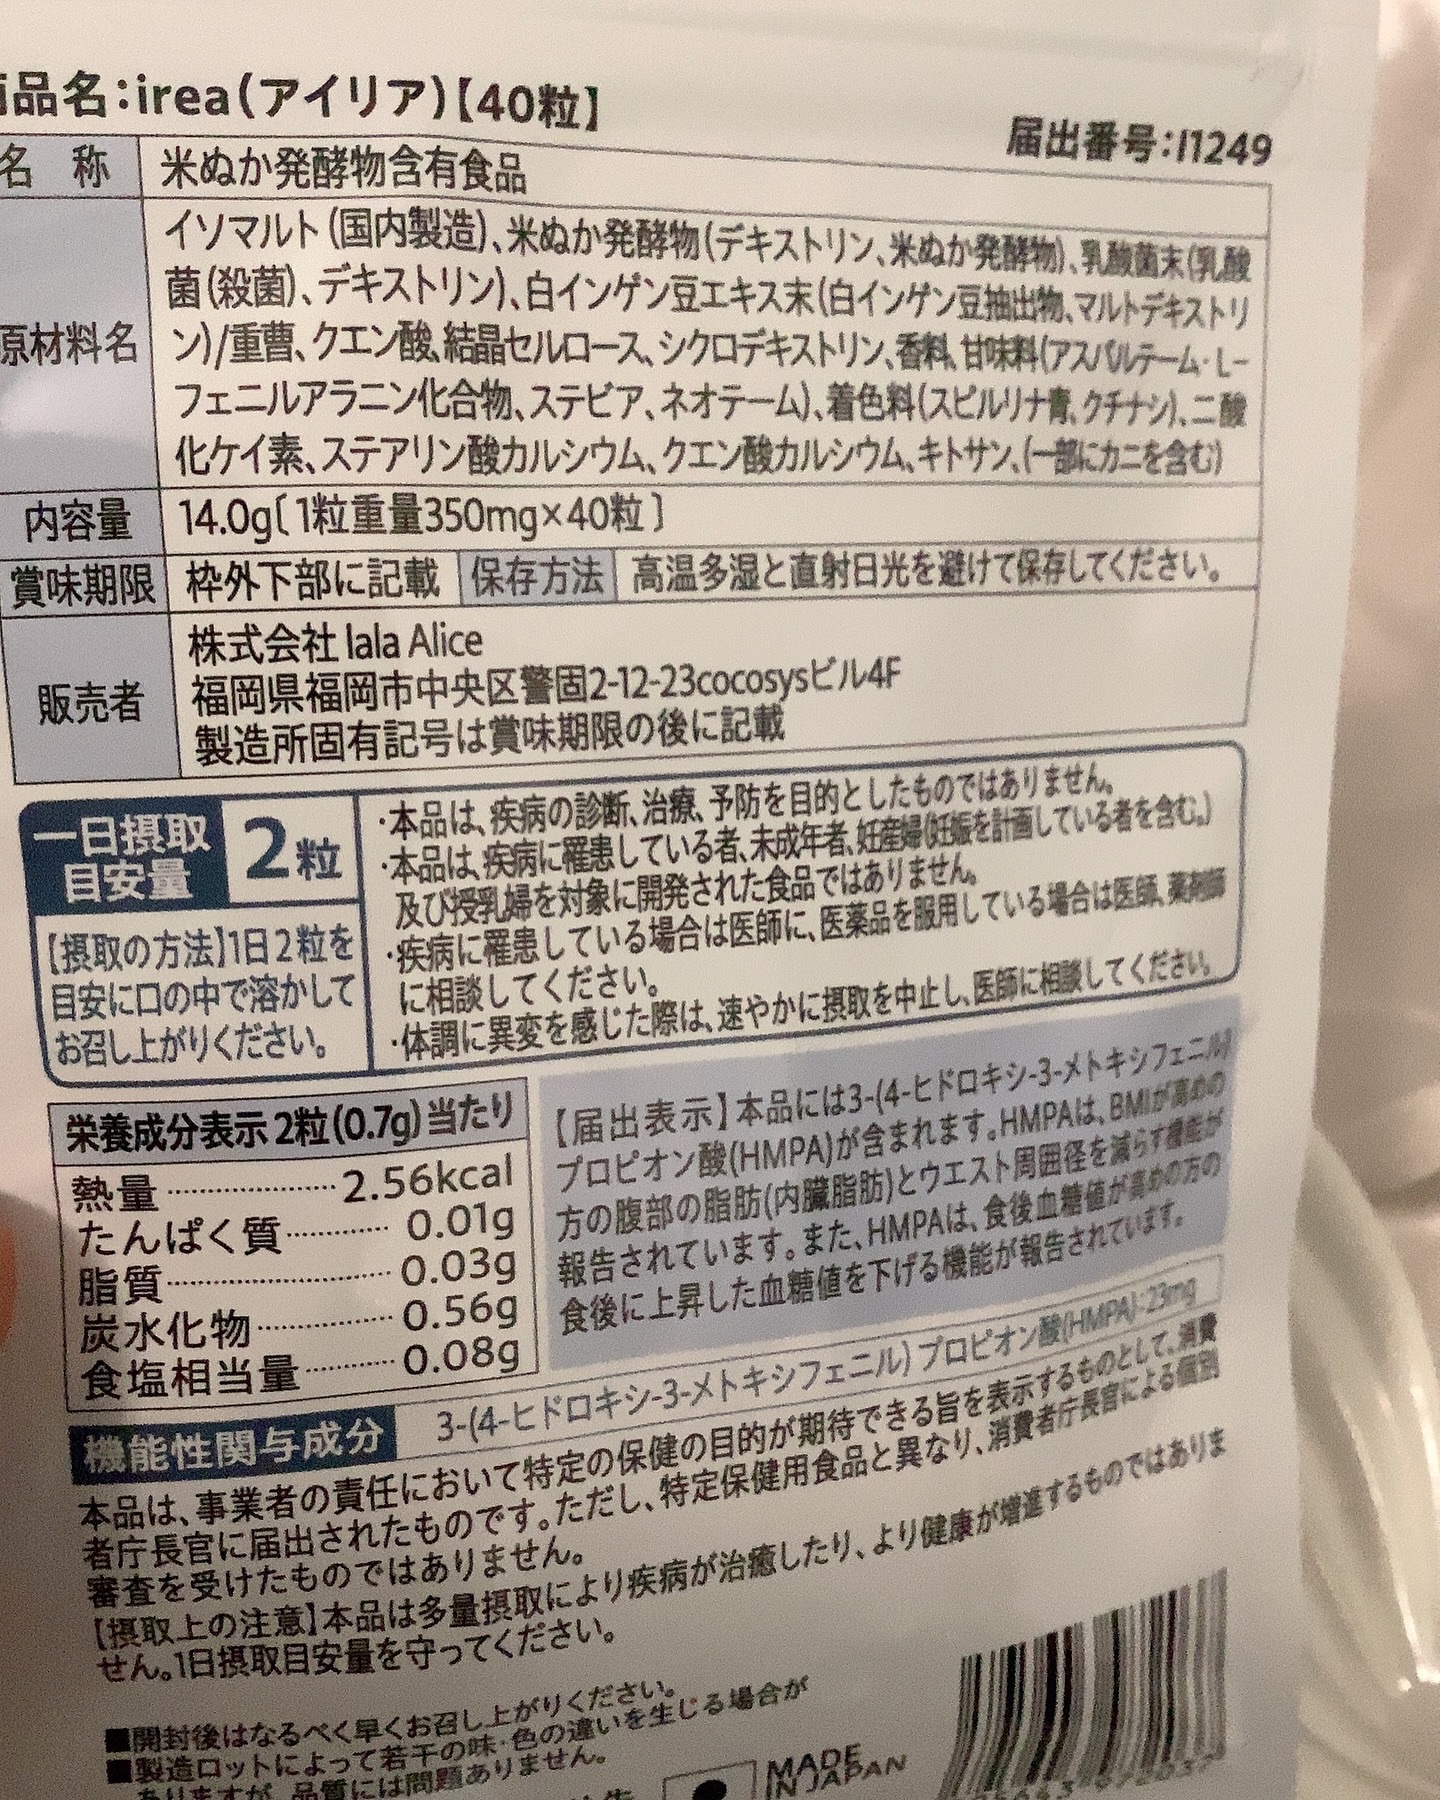 品名:irea(アイリア)【40粒】
届出番号:I1249
名 称 米ぬか発酵物含有食品
原材料名
イソマルト(国内製造)、米ぬか発酵物(デキストリン、米ぬか発酵物)、乳酸菌末(乳酸
菌(殺菌)、デキストリン)、白インゲン豆エキス末(白インゲン豆抽出物、マルトデキストリ
ン)/重曹、クエン酸、結晶セルロース、シクロデキストリン、香料、甘味料(アスパルテーム・L-
フェニルアラニン化合物、ステビア、ネオテーム)、着色料(スピルリナ青、クチナシ)、二酸
化ケイ素、ステアリン酸カルシウム、クエン酸カルシウム、キトサン、(一部にカニを含む)
内容量 14.0g〔1粒重量350mg×40粒〕
賞味期限 枠外下部に記載 保存方法 高温多湿と直射日光を避けて保存してください。
販売者
株式会社 lala Alice
福岡県福岡市中央区警固2-12-23cocosysビル4F
製造所固有記号は賞味期限の後に記載
一日摂取
目安量
2粒
【摂取の方法】1日2粒を
目安に口の中で溶かして
お召し上がりください。
・本品は、疾病の診断、治療、予防を目的としたものではありません。
・本品は、疾病に罹患している者、未成年者、妊産婦(妊娠を計画している者を含む。)
及び授乳婦を対象に開発された食品ではありません。
・疾病に罹患している場合は医師に、医薬品を服用している場合は医師、薬剤師
に相談してください。
・体調に異変を感じた際は、速やかに摂取を中止し、医師に相談してください。
栄養成分表示 2粒(0.7g)当たり
熱量 2.56kcal
たんぱく質 0.01g
脂質 0.03g
炭水化物 0.56g
食塩相当量 0.08g
【届出表示】本品には3-(4-ヒドロキシ-3-メトキシフェニル)
プロピオン酸(HMPA)が含まれます。HMPAは、BMIが高めの
方の腹部の脂肪(内臓脂肪)とウエスト周囲径を減らす機能が
報告されています。また、HMPAは、食後血糖値が高めの方の
食後に上昇した血糖値を下げる機能が報告されています。
機能性関与成分 3-(4-ヒドロキシ-3-メトキシフェニル)プロピオン酸(HMPA):23mg
本品は、事業者の責任において特定の保健の目的が期待できる旨を表示するものとして、消費
者庁長官に届出されたものです。ただし、特定保健用食品と異なり、消費者庁長官による個別
審査を受けたものではありません。
【摂取上の注意】本品は多量摂取により疾病が治癒したり、より健康が増進するものではありま
せん。1日摂取目安量を守ってください。
■開封後はなるべく早くお召し上がりください。
■製造ロットによって若干の味・色の違いを生じる場合が
ありますが、品質には問題ありません。
MADE
IN JAPAN